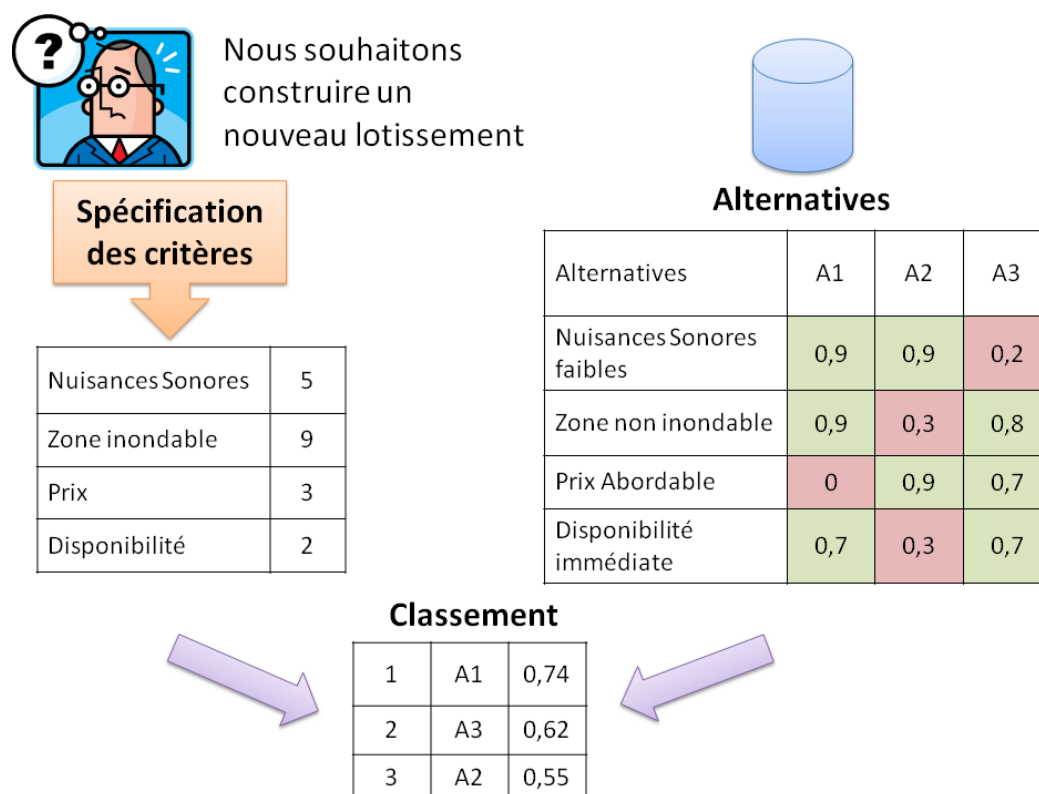 ?
Nous souhaitons
construire un
nouveau lotissement
Spécification
des critères
Nuisances Sonores 5
Zone inondable 9
Prix 3
Disponibilité 2
Alternatives
Alternatives A1 A2 A3
Nuisances Sonores
faibles 0,9 0,9 0,2
Zone non inondable 0,9 0,3 0,8
Prix Abordable 0 0,9 0,7
Disponibilité
immédiate 0,7 0,3 0,7
Classement
1 A1 0,74
2 A3 0,62
3 A2 0,55